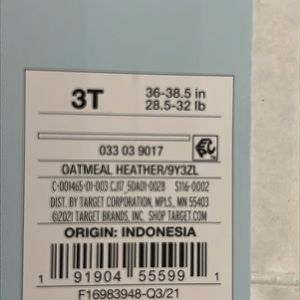 3T
36-38.5 in
28.5-32 lb
033 03 9017
OATMEAL HEATHER/9Y3ZL
C-001465-01-003 CJ17_50A01-0028 S116-0002
DIST. BY TARGET CORPORATION, MPLS., MN 55403
©2021 TARGET BRANDS, INC. SHOP TARGET.COM
ORIGIN: INDONESIA
1 91904 55599 1
F16983948-Q3/21